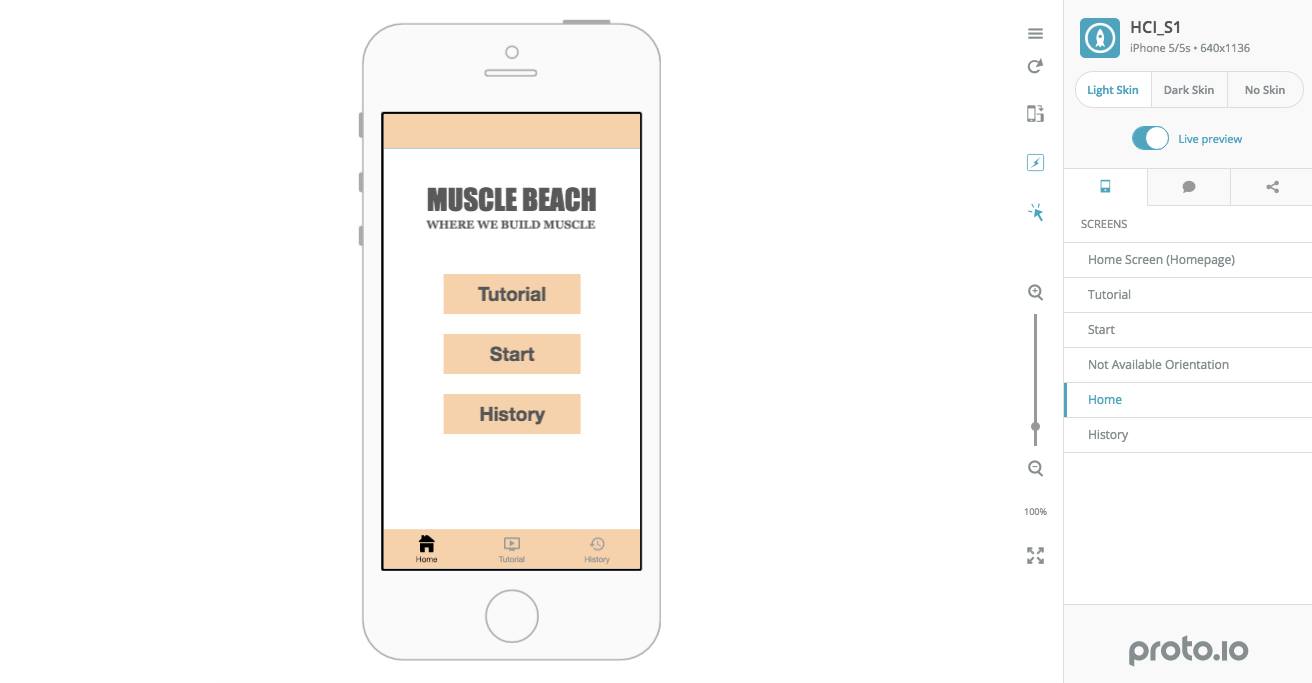 MUSCLE BEACH
WHERE WE BUILD MUSCLE
Tutorial
Start
History
Home
Tutorial
History
100%
HCI_S1
iPhone 5/5s • 640x1136
Light Skin
Dark Skin
No Skin
Live preview
SCREENS
Home Screen (Homepage)
Tutorial
Start
Not Available Orientation
Home
History
proto.io